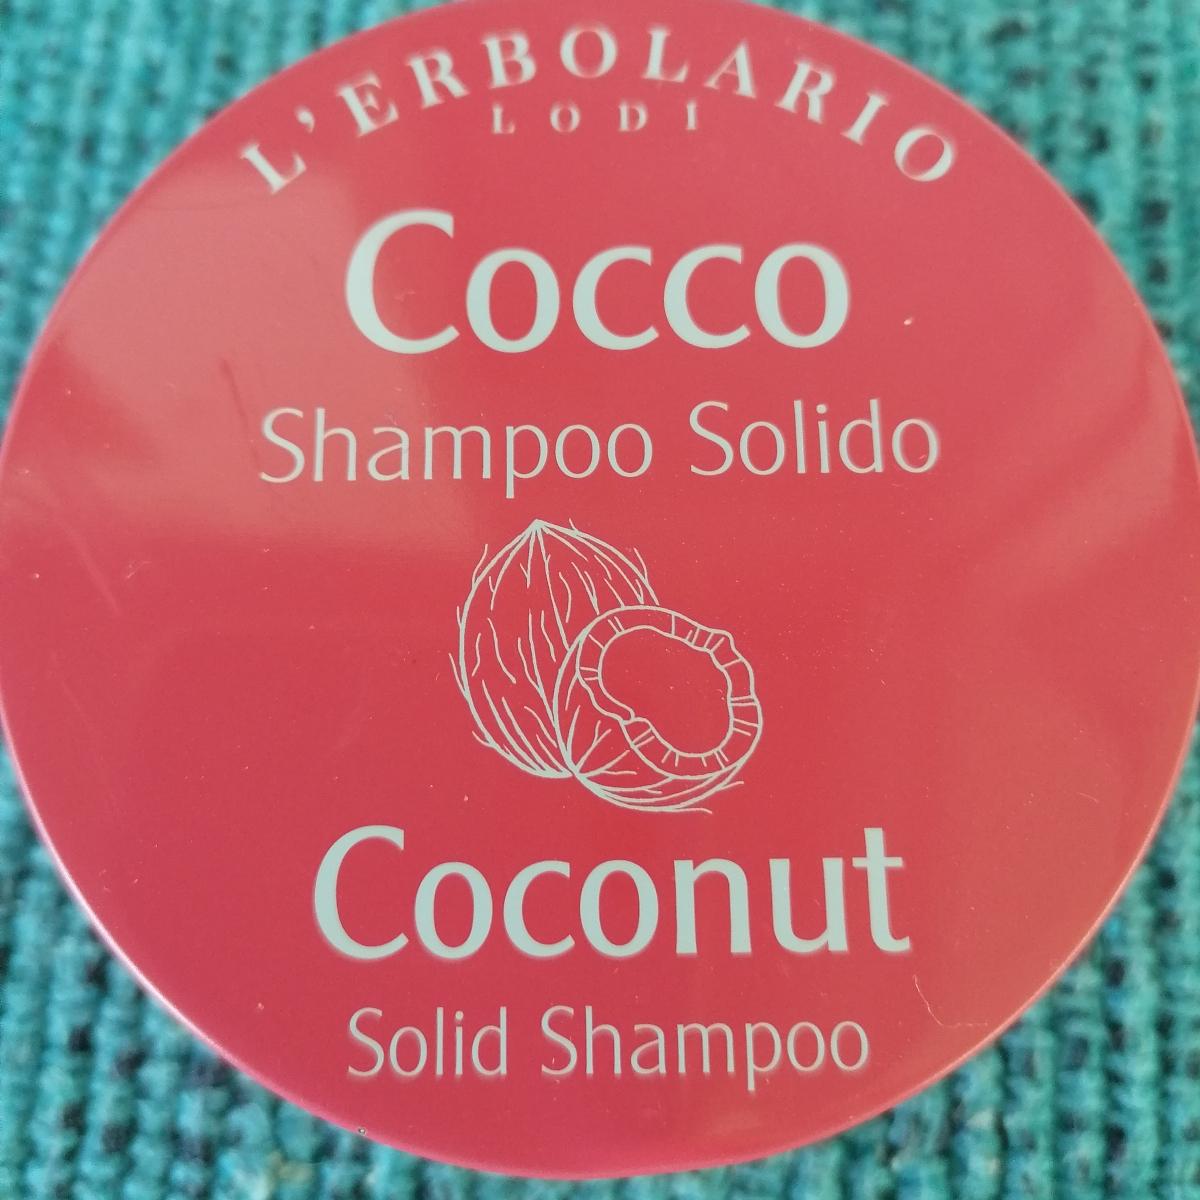 L'ERBOLARIO
LODI
Cocco
Shampoo Solido
Coconut
Solid Shampoo